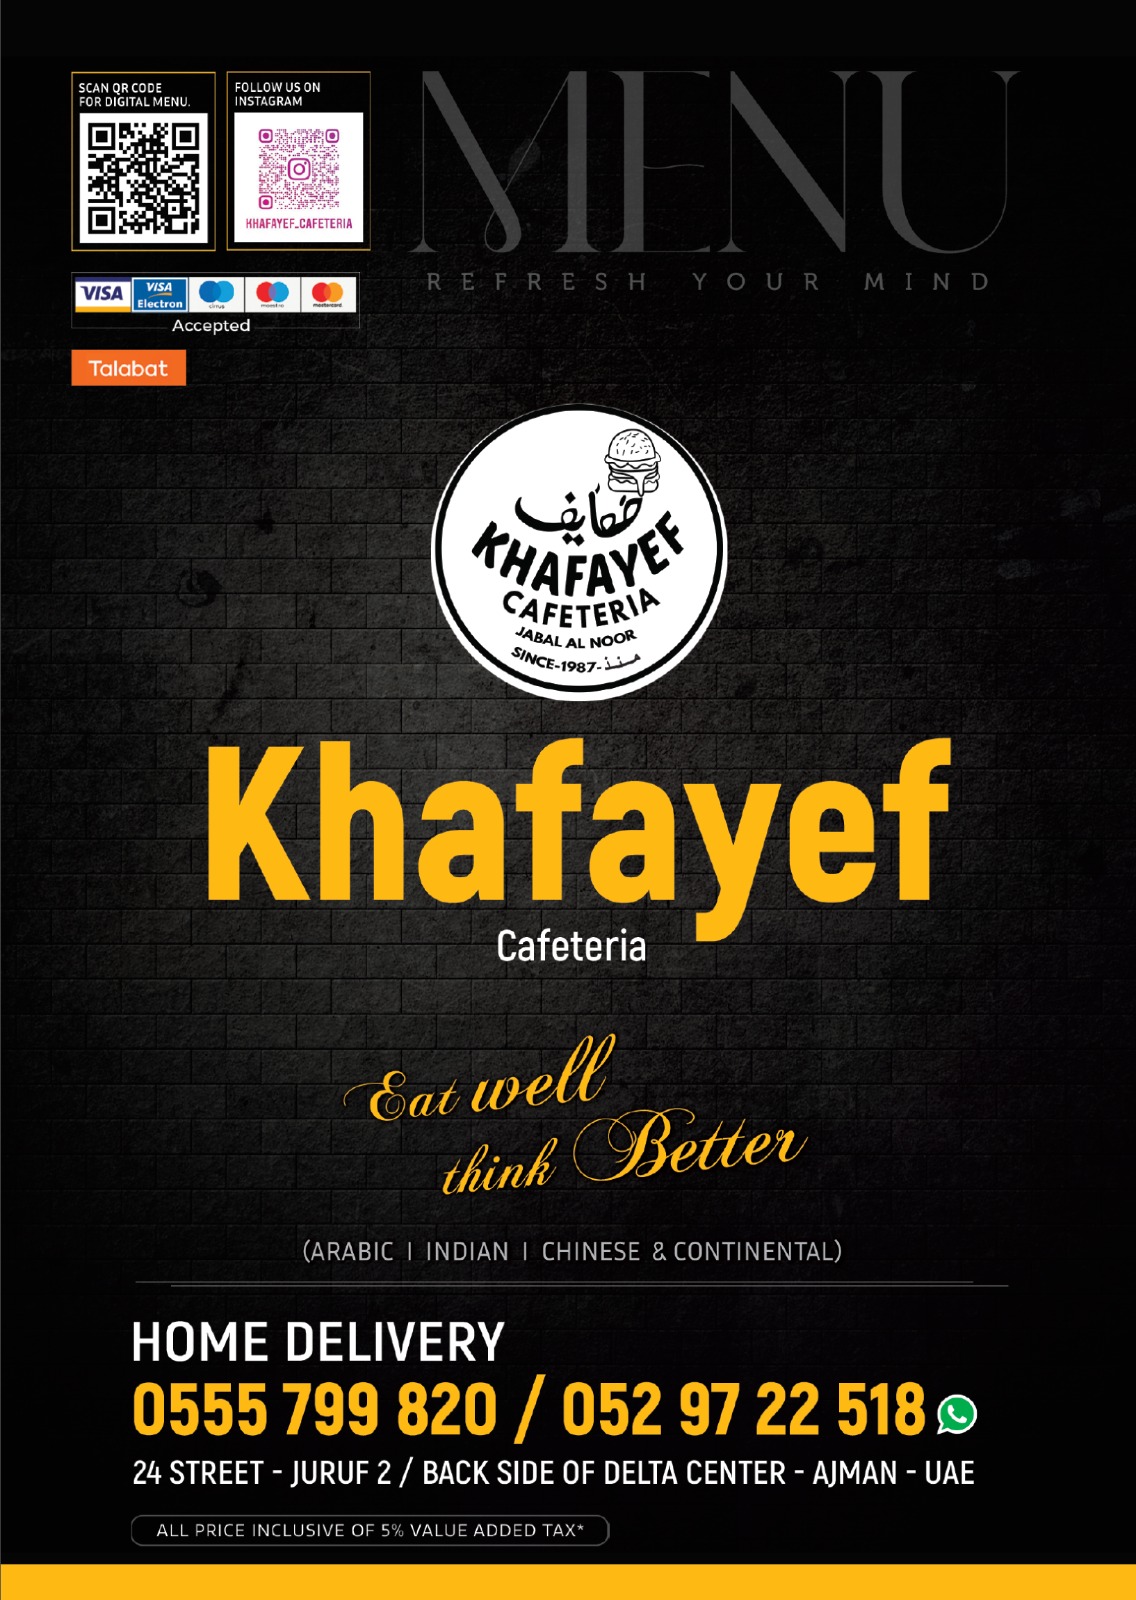 SCAN QR CODE
FOR DIGITAL MENU.
FOLLOW US ON
INSTAGRAM
KHAFAYEF_CAFETERIA
MENU
REFRESH YOUR MIND
VISA
VISA
Electron
cirrus
maestro
mastercard
Accepted
Talabat
خفايف
KHAFAYEF
CAFETERIA
JABAL AL NOOR
SINCE-1987-منذ
Khafayef
Cafeteria
Eat well
think Better
(ARABIC I INDIAN I CHINESE & CONTINENTAL)
HOME DELIVERY
0555 799 820 / 052 97 22 518
24 STREET - JURUF 2 / BACK SIDE OF DELTA CENTER - AJMAN - UAE
ALL PRICE INCLUSIVE OF 5% VALUE ADDED TAX*